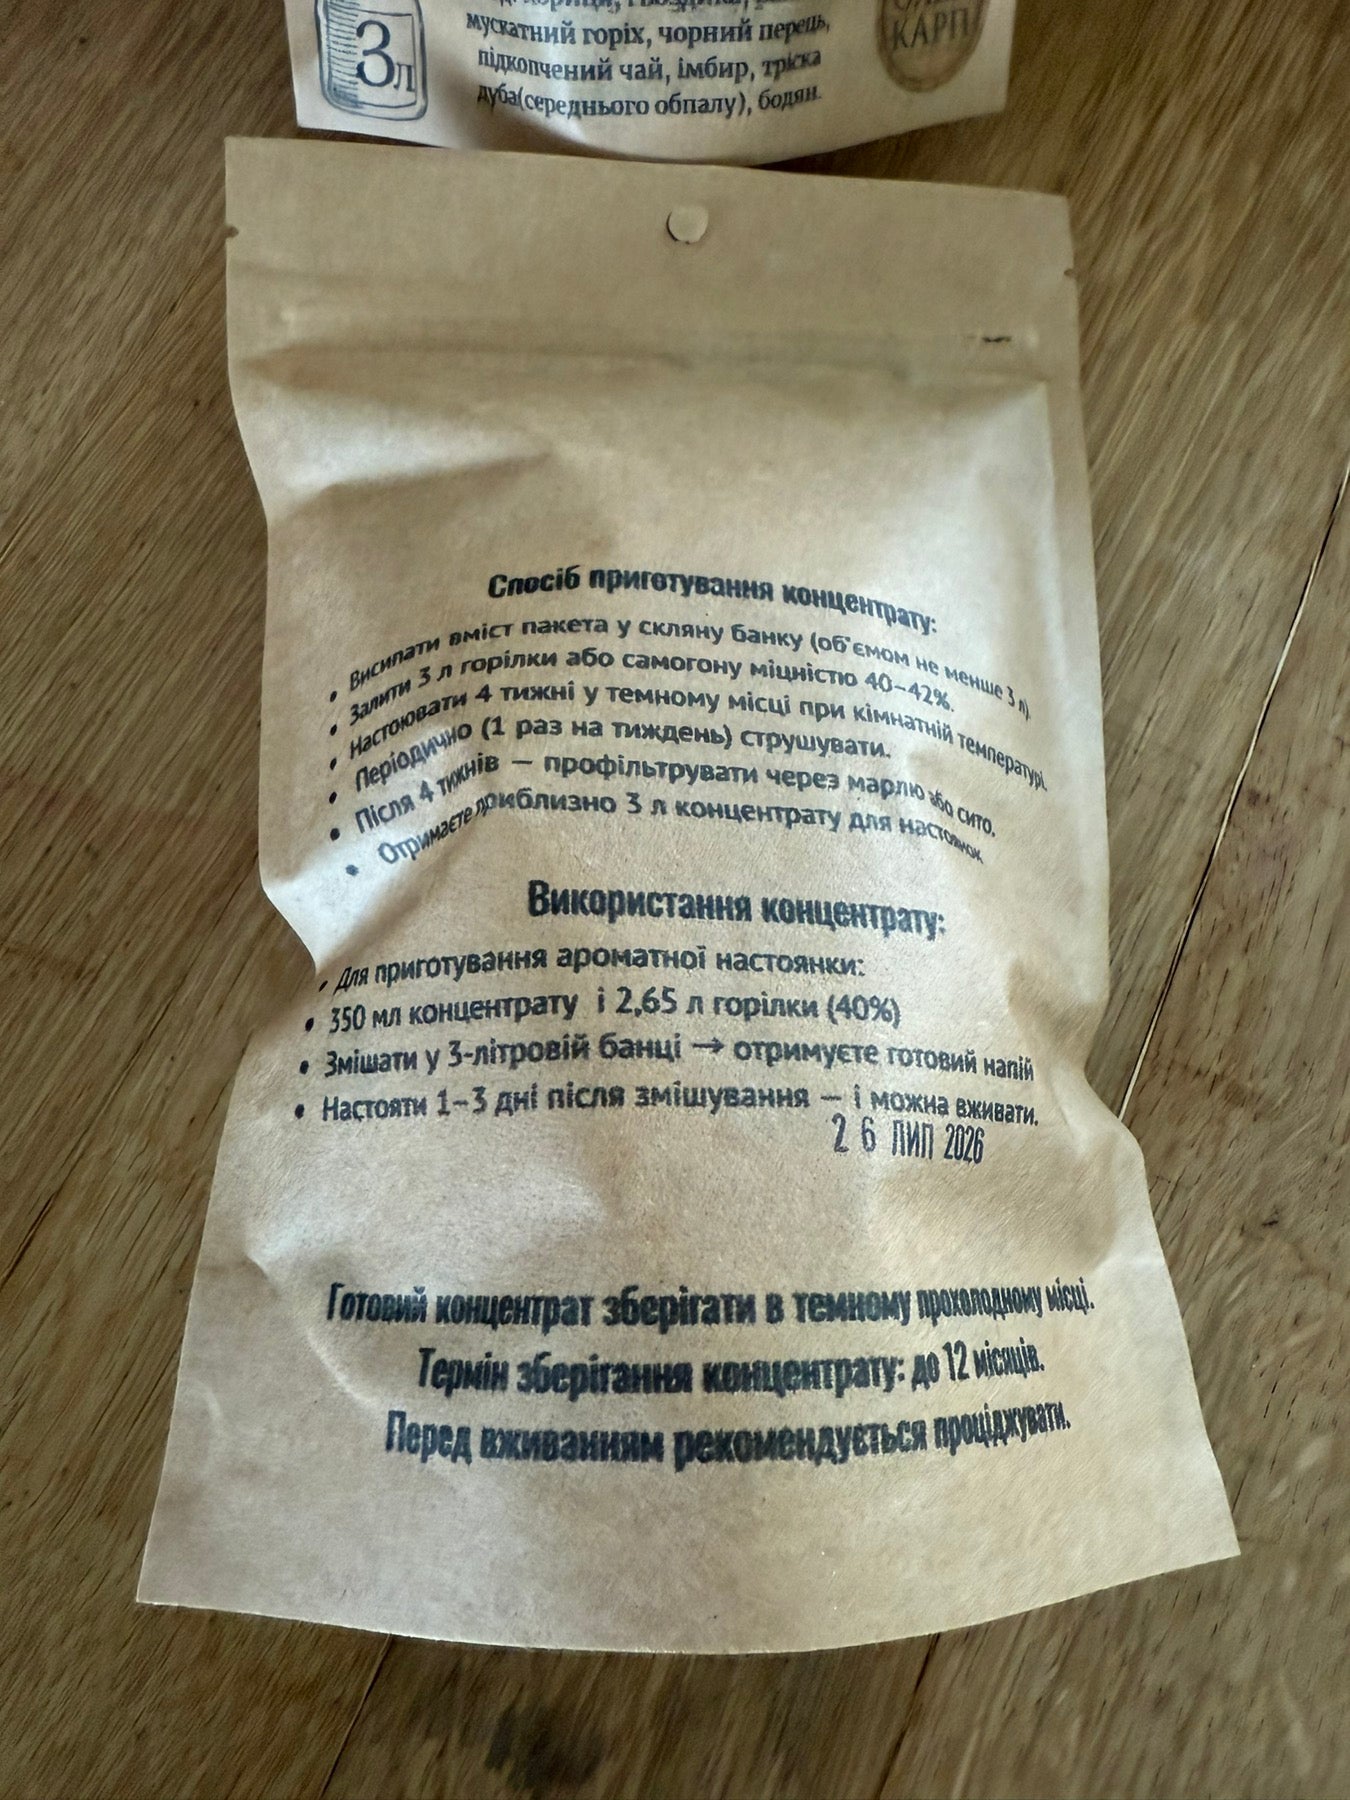 3л
мускатний горіх, чорний перець,
підкопчений чай, імбир, тріска
дуба(середнього обпалу), бодян.
КАРП
Спосіб приготування концентрату:
• Висипати вміст пакета у скляну банку (об'ємом не менше 3 л).
• Залити 3 л горілки або самогону міцністю 40–42%.
• Настоювати 4 тижні у темному місці при кімнатній температурі.
• Періодично (1 раз на тиждень) струшувати.
• Після 4 тижнів — профільтрувати через марлю або сито.
• Отримаєте приблизно 3 л концентрату для настоянок.
Використання концентрату:
• Для приготування ароматної настоянки:
• 350 мл концентрату і 2,65 л горілки (40%)
• Змішати у 3-літровій банці → отримуєте готовий напій
• Настояти 1–3 дні після змішування — і можна вживати.
26 ЛИП 2026
Готовий концентрат зберігати в темному прохолодному місці.
Термін зберігання концентрату: до 12 місяців.
Перед вживанням рекомендується проціджувати.